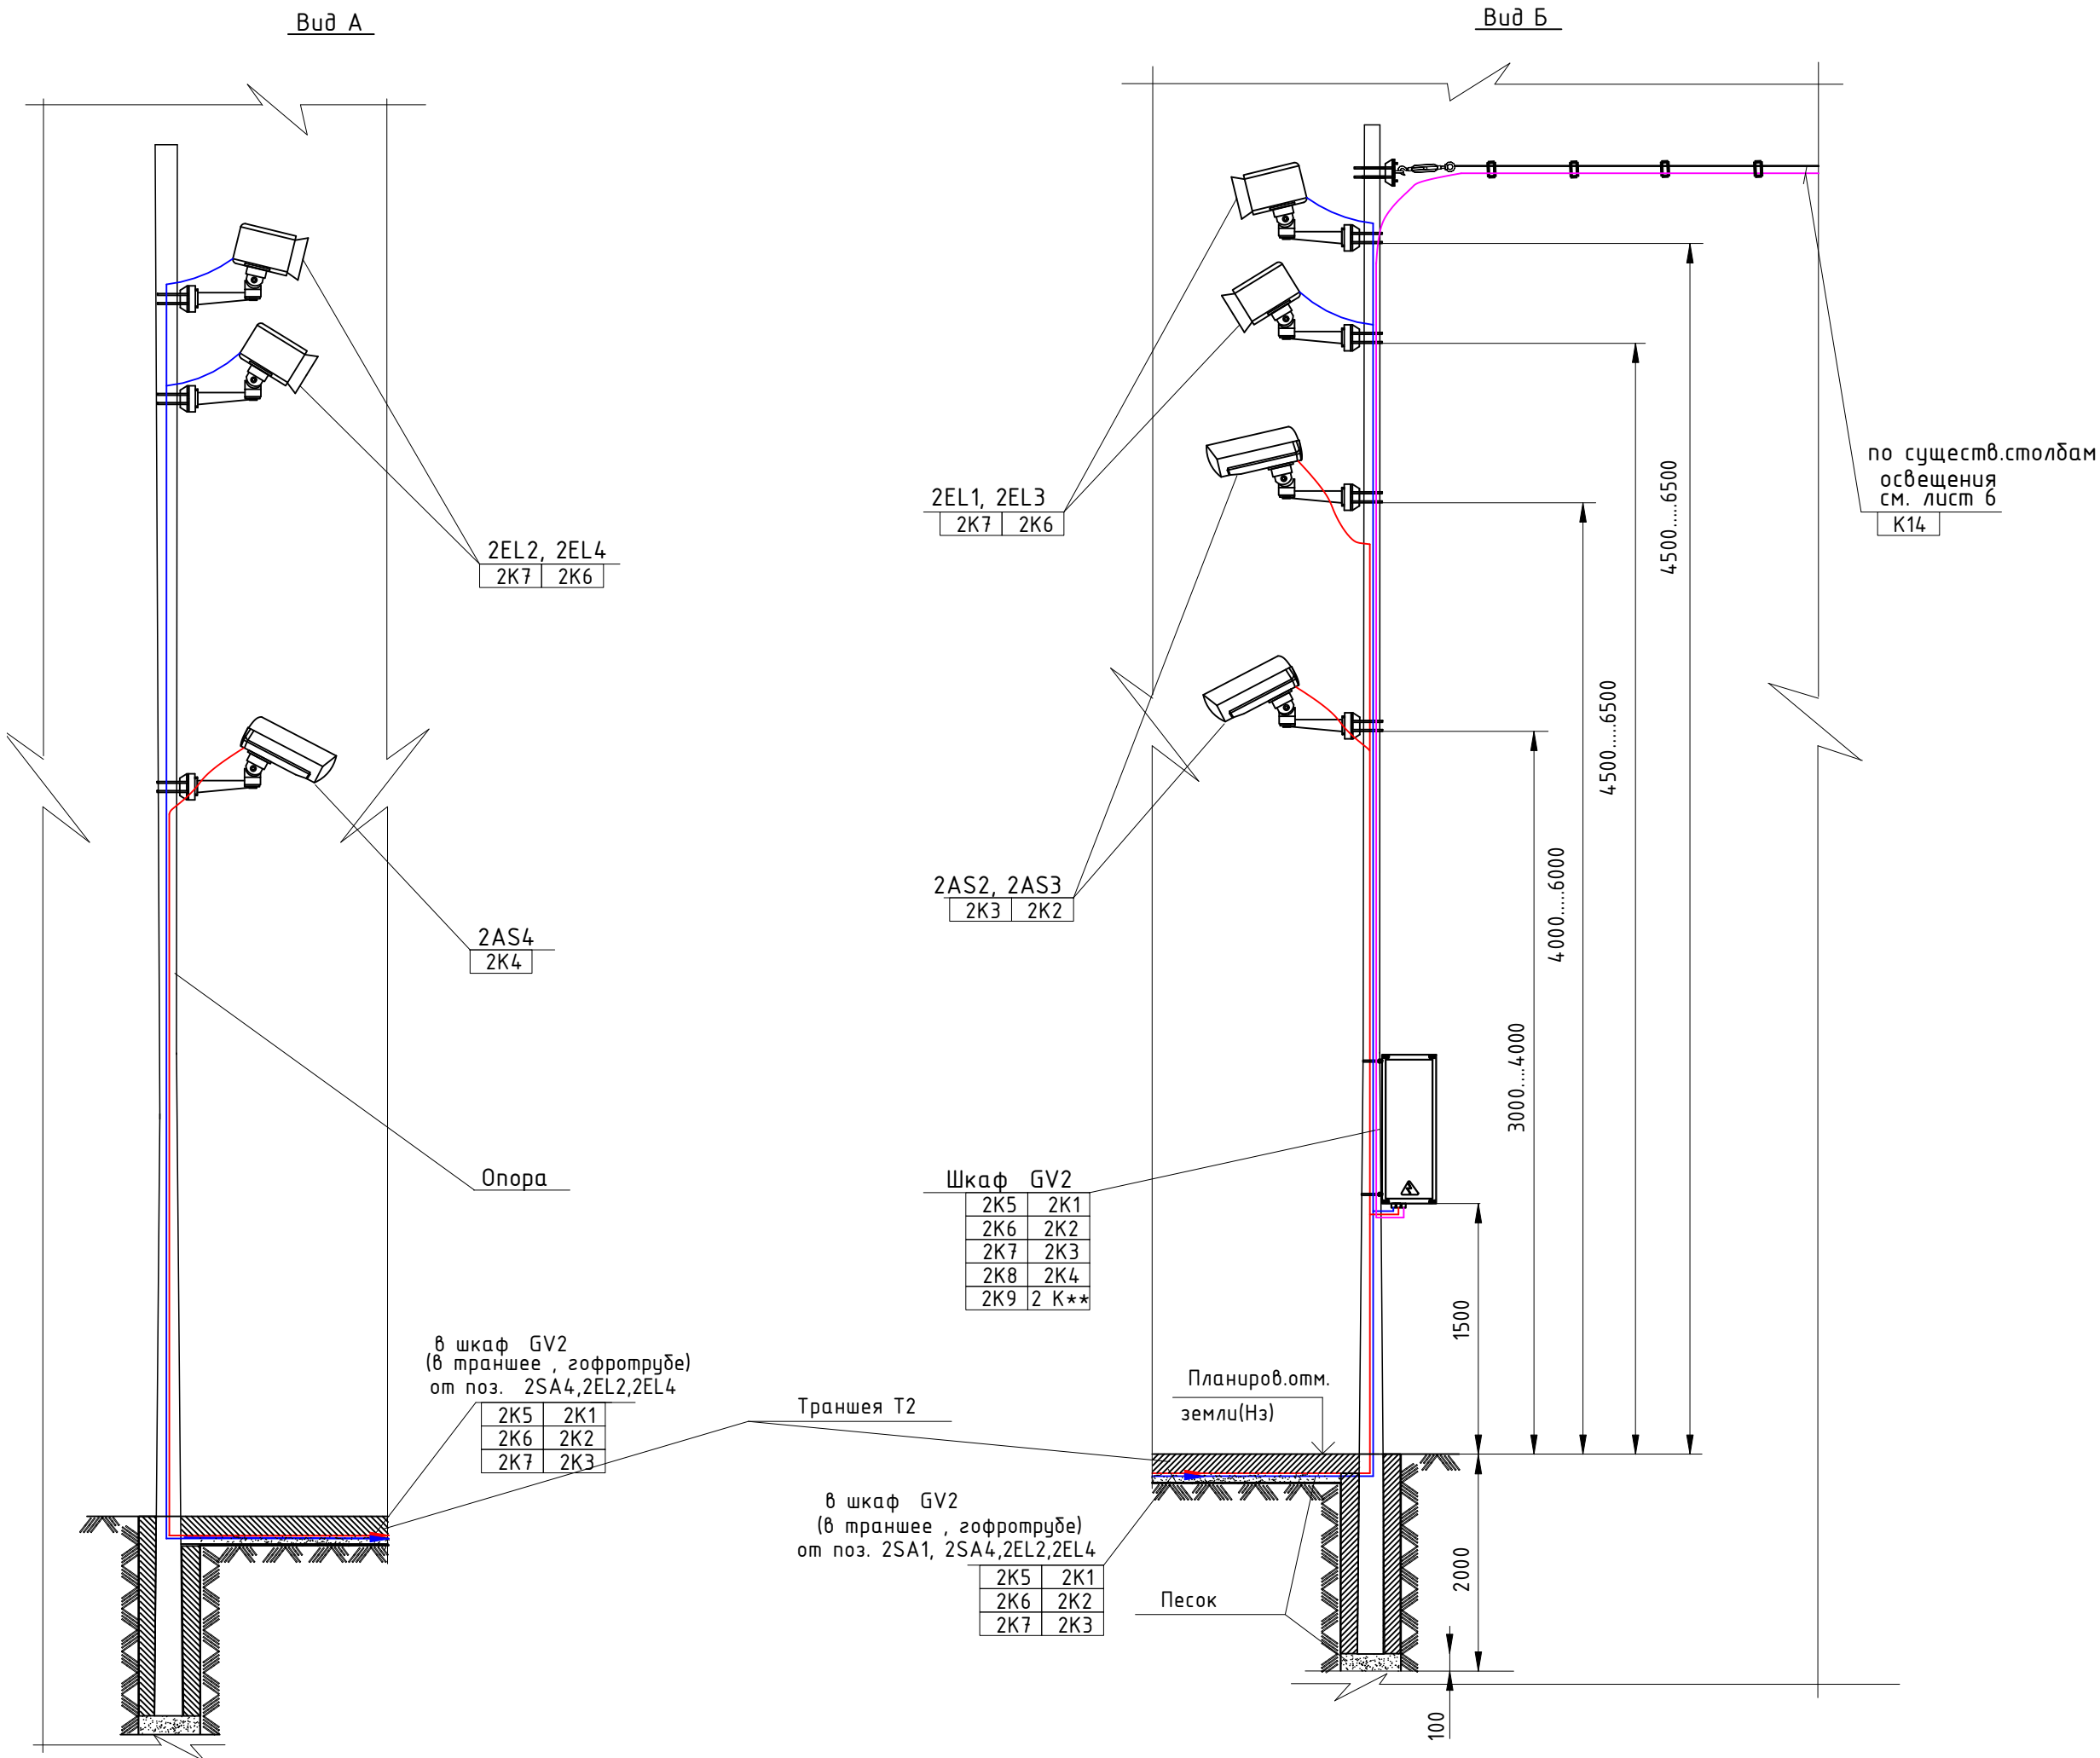 Вид А
2EL2, 2EL4
2К7 2К6
2AS4
2К4
Опора
в шкаф GV2
(в траншее , гофротрубе)
от поз. 2SA4,2EL2,2EL4
2К5 2К1
2К6 2К2
2К7 2К3
Траншея Т2
Вид Б
2EL1, 2EL3
2К7 2К6
2AS2, 2AS3
2К3 2К2
Шкаф GV2
2К5 2К1
2К6 2К2
2К7 2К3
2К8 2К4
2К9 2 К**
Планиров.отм.
земли(Нз)
в шкаф GV2
(в траншее , гофротрубе)
от поз. 2SA1, 2SA4,2EL2,2EL4
2К5 2К1
2К6 2К2
2К7 2К3
Песок
по существ.столбам
освещения
см. лист 6
К14
4500.....6500
4500.....6500
4000.....6000
3000....4000
1500
2000
100